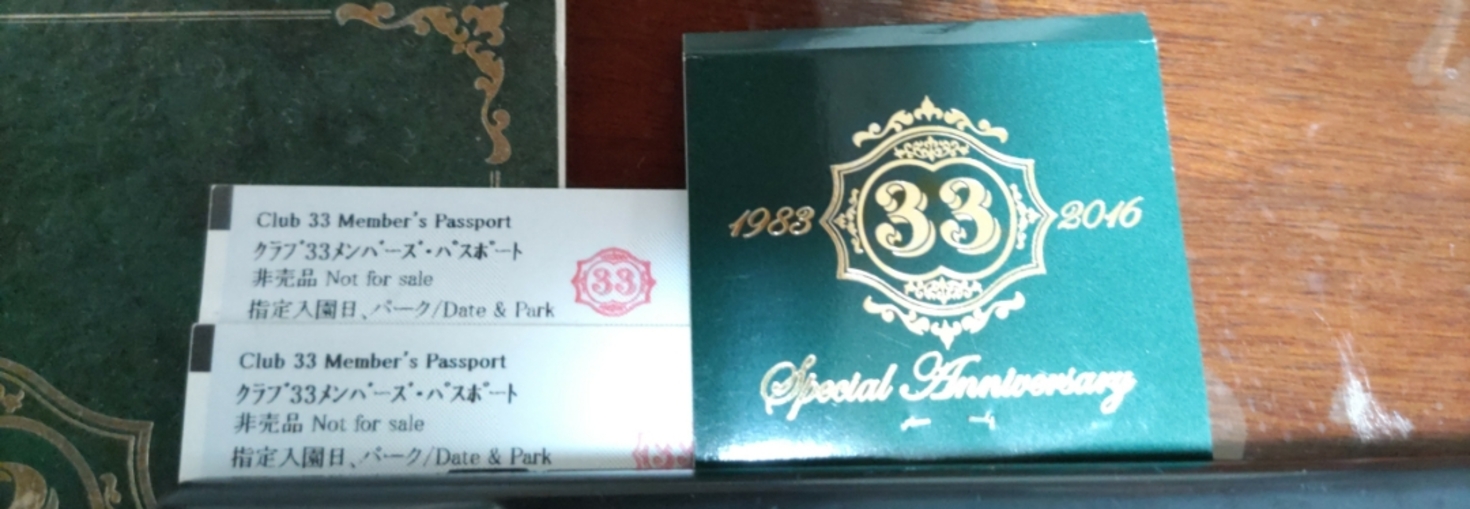 Club 33 Member's Passport
クラブ33メンバーズ・パスポート
非売品 Not for sale
指定入園日、パーク/Date & Park
33
Club 33 Member's Passport
クラブ33メンバーズ・パスポート
非売品 Not for sale
指定入園日、パーク/Date & Park
1983 33 2016
Special Anniversary